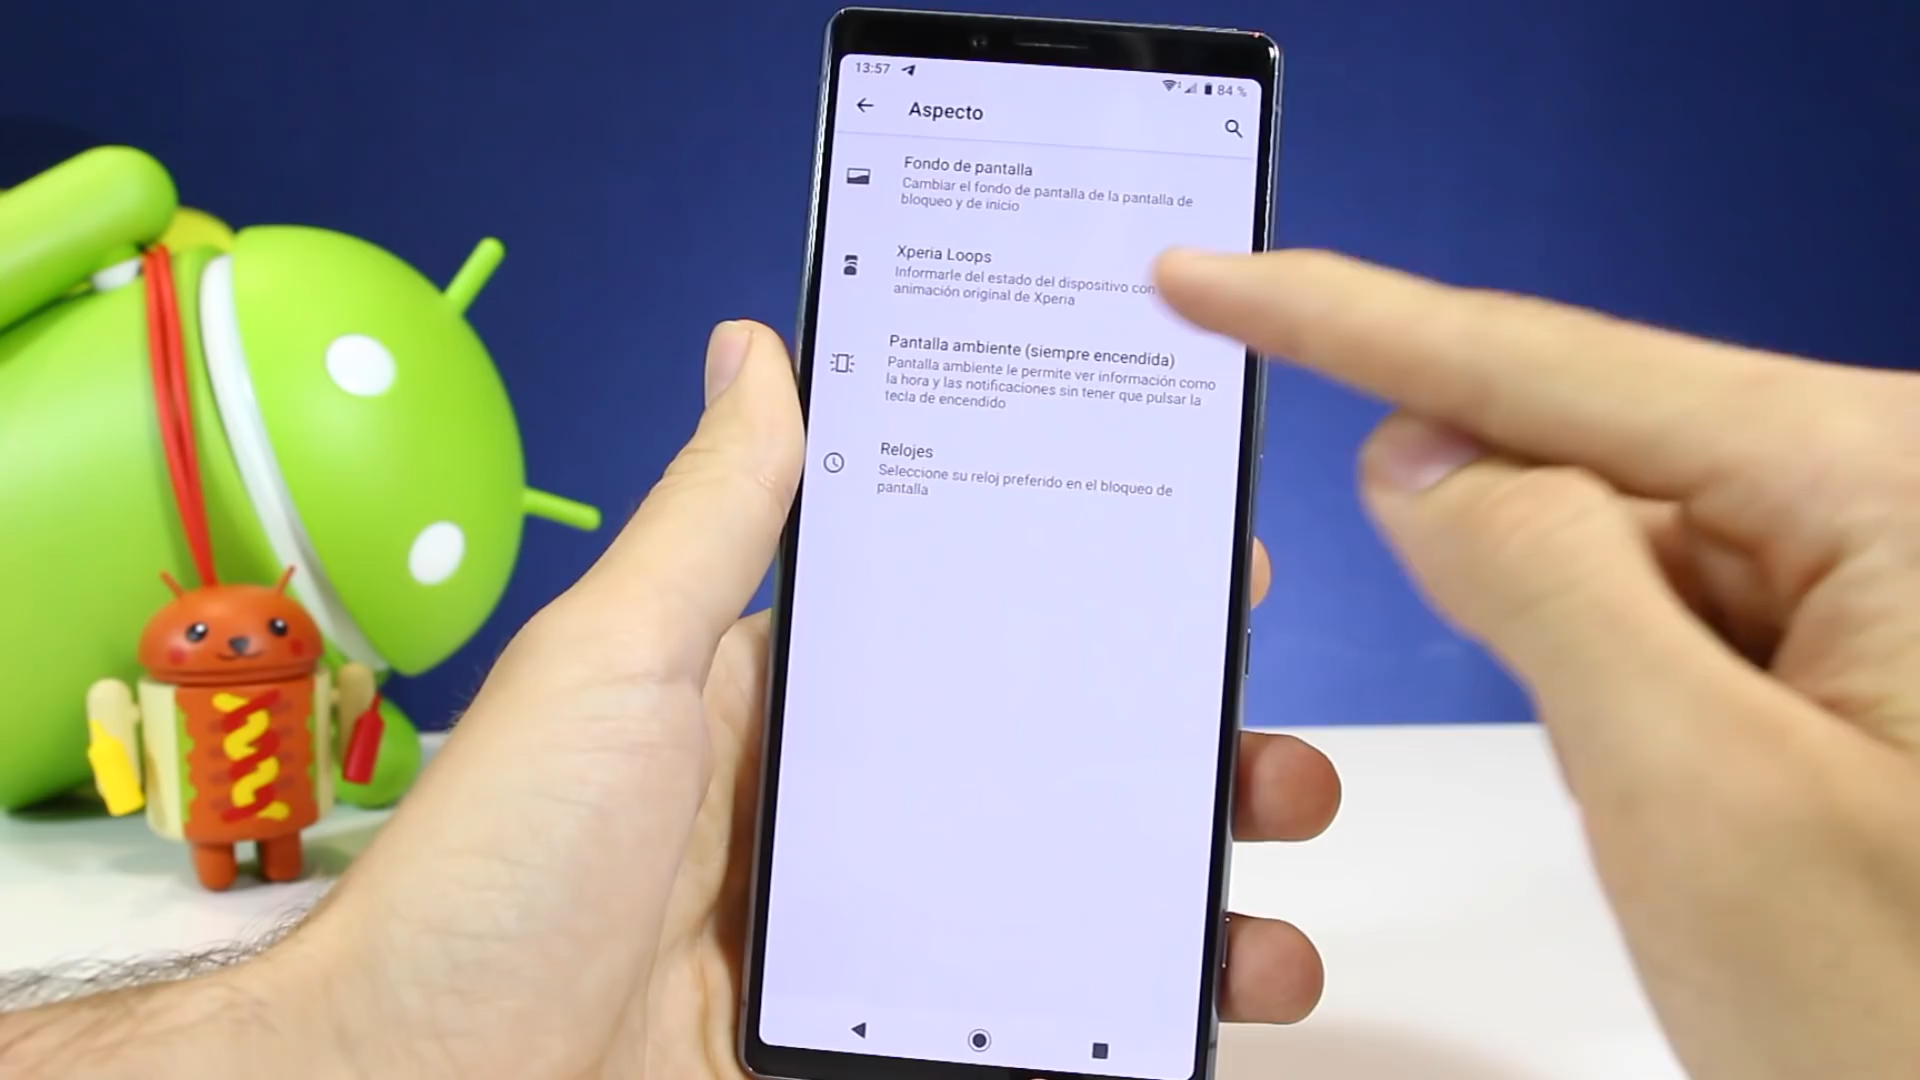 13:57
84 %
Aspecto
Fondo de pantalla
Cambiar el fondo de pantalla de la pantalla de
bloqueo y de inicio
Xperia Loops
Informarle del estado del dispositivo con
animación original de Xperia
Pantalla ambiente (siempre encendida)
Pantalla ambiente le permite ver información como
la hora y las notificaciones sin tener que pulsar la
tecla de encendido
Relojes
Seleccione su reloj preferido en el bloqueo de
pantalla